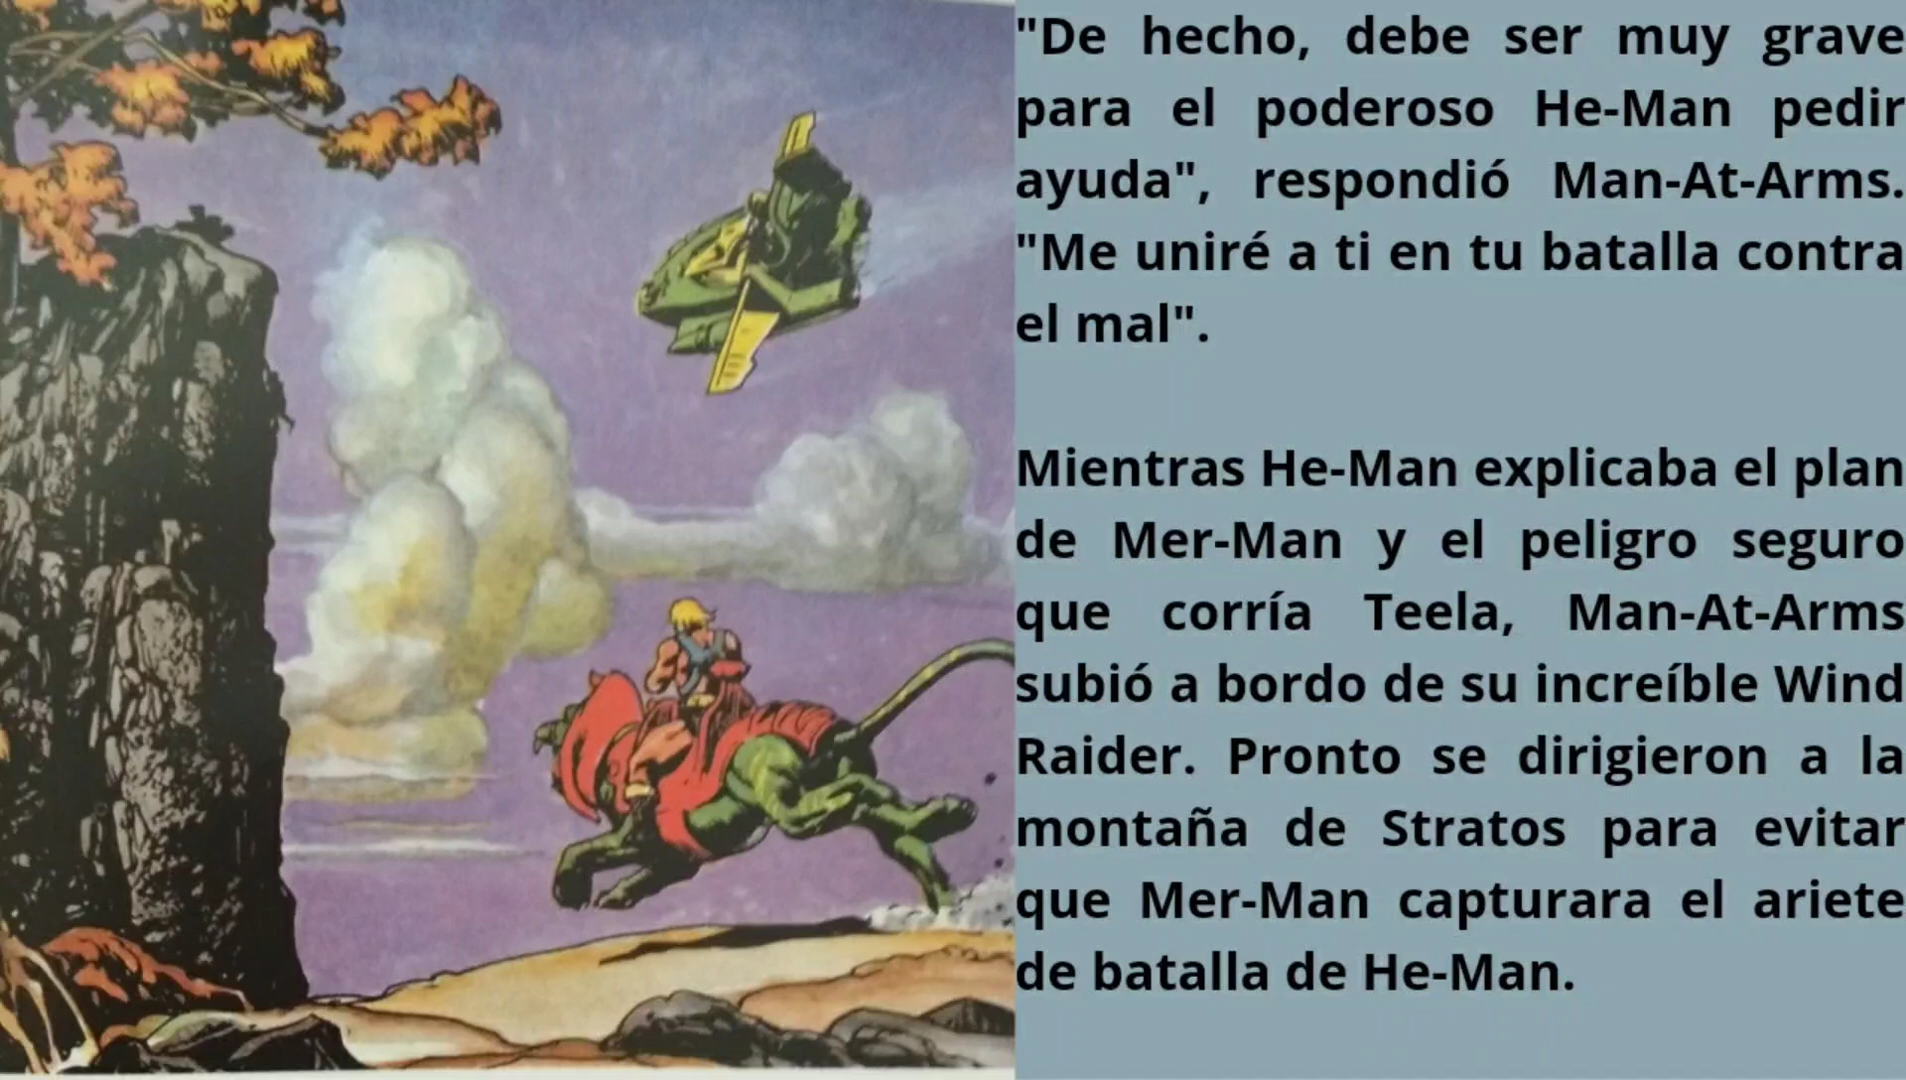 "De hecho, debe ser muy grave
para el poderoso He-Man pedir
ayuda", respondió Man-At-Arms.
"Me uniré a ti en tu batalla contra
el mal".
Mientras He-Man explicaba el plan
de Mer-Man y el peligro seguro
que corría Teela, Man-At-Arms
subió a bordo de su increíble Wind
Raider. Pronto se dirigieron a la
montaña de Stratos para evitar
que Mer-Man capturara el ariete
de batalla de He-Man.